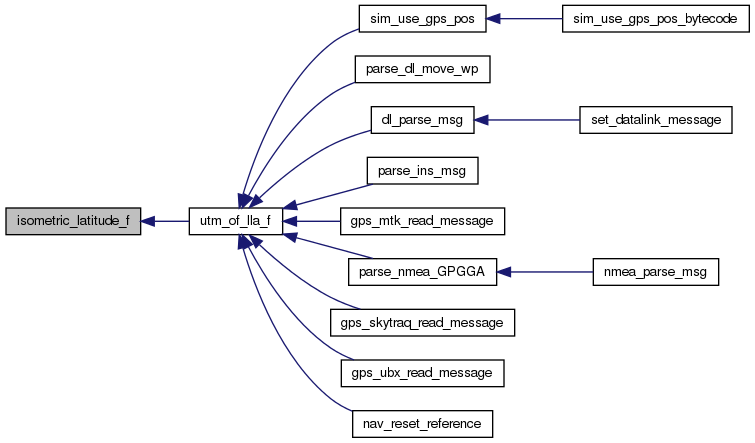 sim_use_gps_pos
sim_use_gps_pos_bytecode
parse_dl_move_wp
dl_parse_msg
set_datalink_message
parse_ins_msg
isometric_latitude_f
utm_of_lla_f
gps_mtk_read_message
parse_nmea_GPGGA
nmea_parse_msg
gps_skytraq_read_message
gps_ubx_read_message
nav_reset_reference